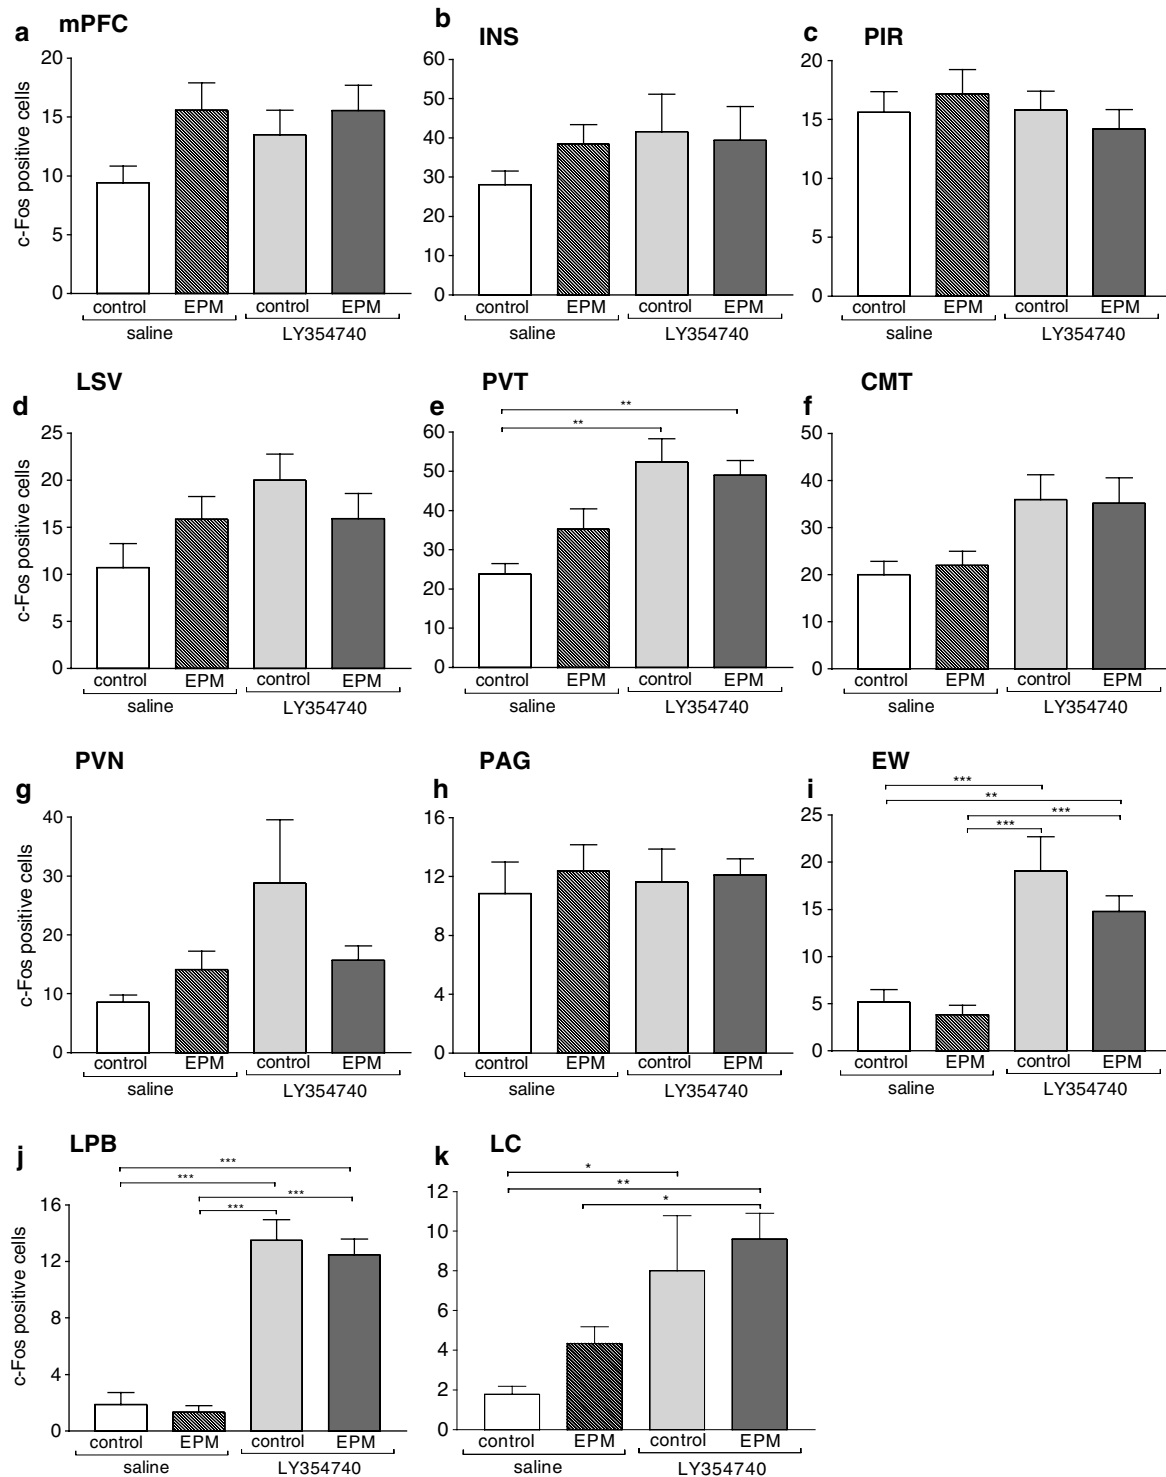 a mPFC
20
15
10
5
0
c-Fos positive cells
control EPM control EPM
saline LY354740
b INS
60
50
40
30
20
10
0
control EPM control EPM
saline LY354740
c PIR
20
15
10
5
0
control EPM control EPM
saline LY354740
d LSV
25
20
15
10
5
0
c-Fos positive cells
control EPM control EPM
saline LY354740
e PVT
**
**
60
50
40
30
20
10
0
control EPM control EPM
saline LY354740
f CMT
50
40
30
20
10
0
control EPM control EPM
saline LY354740
g PVN
40
30
20
10
0
c-Fos positive cells
control EPM control EPM
saline LY354740
h PAG
16
12
8
4
0
control EPM control EPM
saline LY354740
i EW
***
**
***
***
25
20
15
10
5
0
control EPM control EPM
saline LY354740
j LPB
***
***
***
***
16
12
8
4
0
c-Fos positive cells
control EPM control EPM
saline LY354740
k LC
*
**
*
12
10
8
6
4
2
0
control EPM control EPM
saline LY354740